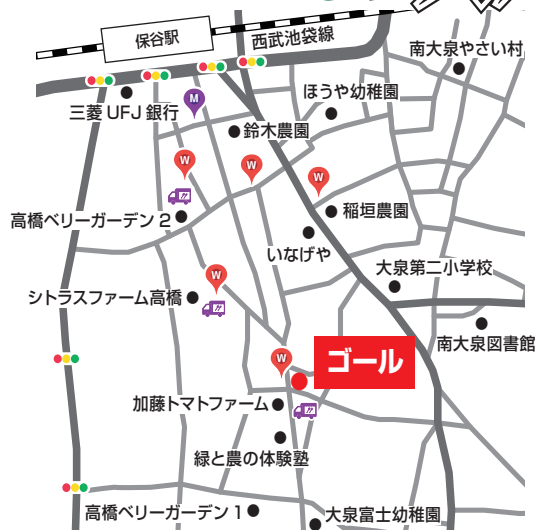 保谷駅
西武池袋線
南大泉やさい村
三菱 UFJ 銀行
M
ほうや幼稚園
鈴木農園
W
W
W
高橋ベリーガーデン 2
稲垣農園
いなげや
W
大泉第二小学校
シトラスファーム高橋
南大泉図書館
W
ゴール
加藤トマトファーム
緑と農の体験塾
高橋ベリーガーデン 1
大泉富士幼稚園